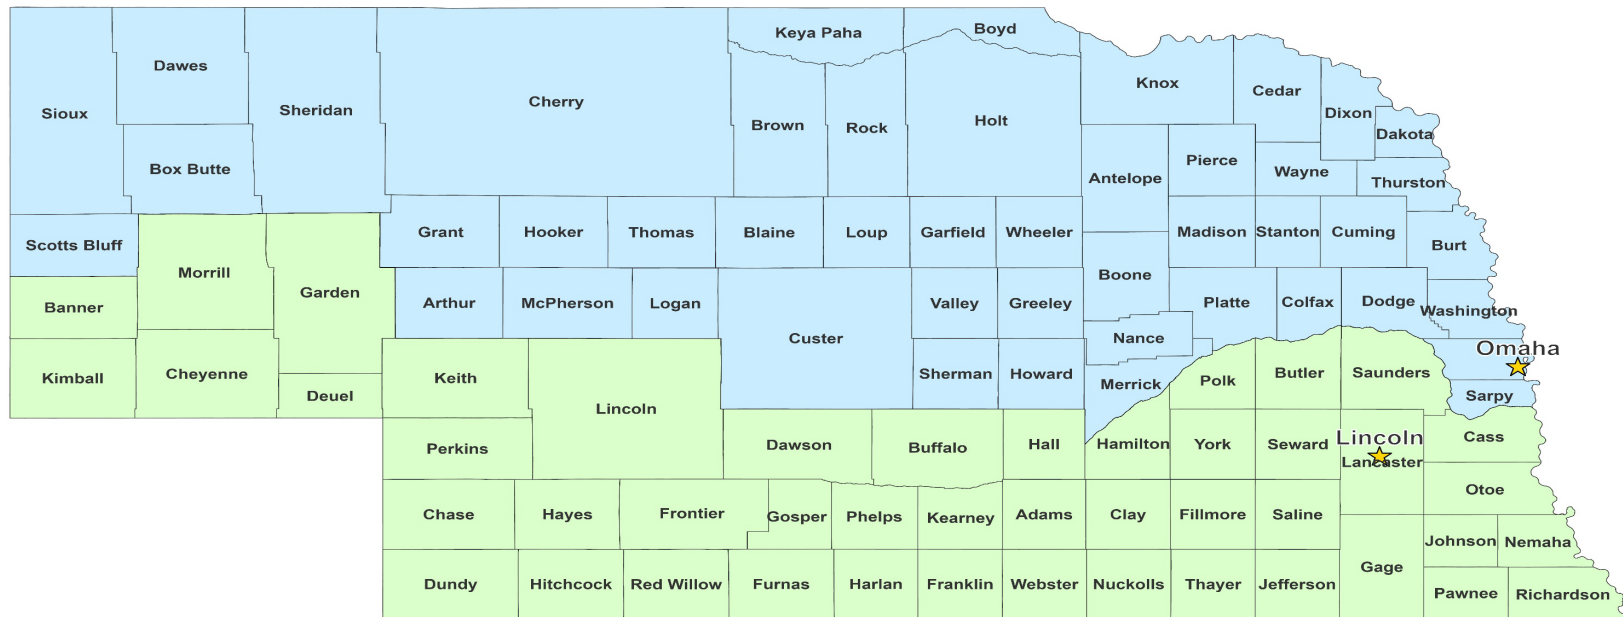 Keya Paha
Boyd
Dawes
Sioux
Sheridan
Cherry
Knox
Cedar
Dixon
Brown
Rock
Holt
Dakota
Box Butte
Pierce
Antelope
Wayne
Thurston
Scotts Bluff
Grant
Hooker
Thomas
Blaine
Loup
Garfield
Wheeler
Madison
Stanton
Cuming
Burt
Morrill
Boone
Garden
Banner
Arthur
McPherson
Logan
Valley
Greeley
Platte
Colfax
Dodge
Washington
Custer
Nance
Omaha
Kimball
Cheyenne
Keith
Sherman
Howard
Merrick
Polk
Butler
Saunders
Deuel
Lincoln
Sarpy
Perkins
Dawson
Buffalo
Hall
Hamilton
York
Seward
Lincoln
Lancaster
Cass
Otoe
Chase
Hayes
Frontier
Gosper
Phelps
Kearney
Adams
Clay
Fillmore
Saline
Johnson
Nemaha
Gage
Dundy
Hitchcock
Red Willow
Furnas
Harlan
Franklin
Webster
Nuckolls
Thayer
Jefferson
Pawnee
Richardson